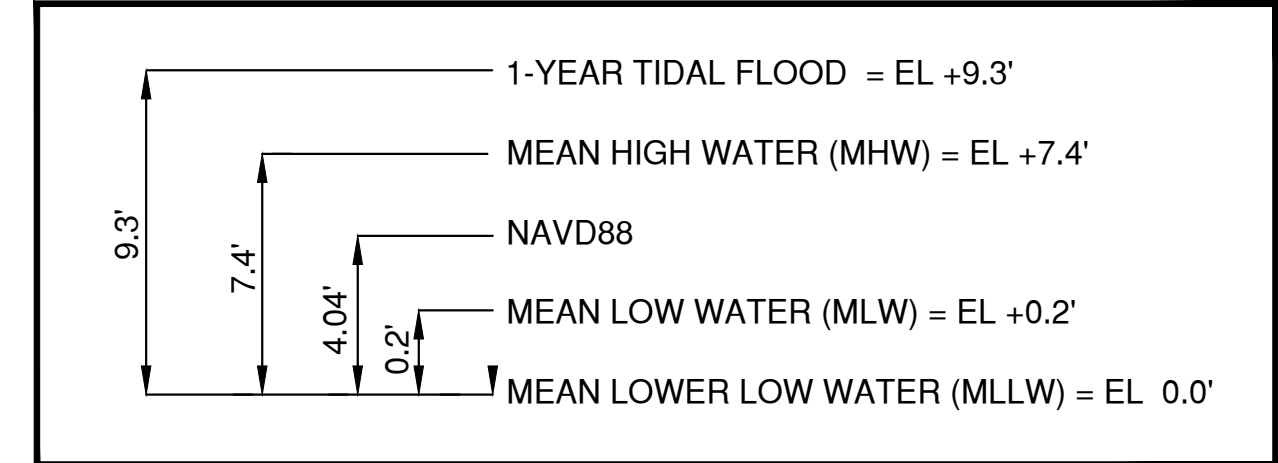 1-YEAR TIDAL FLOOD = EL +9.3'
MEAN HIGH WATER (MHW) = EL +7.4'
NAVD88
MEAN LOW WATER (MLW) = EL +0.2'
MEAN LOWER LOW WATER (MLLW) = EL 0.0'
9.3'
7.4'
4.04'
0.2'